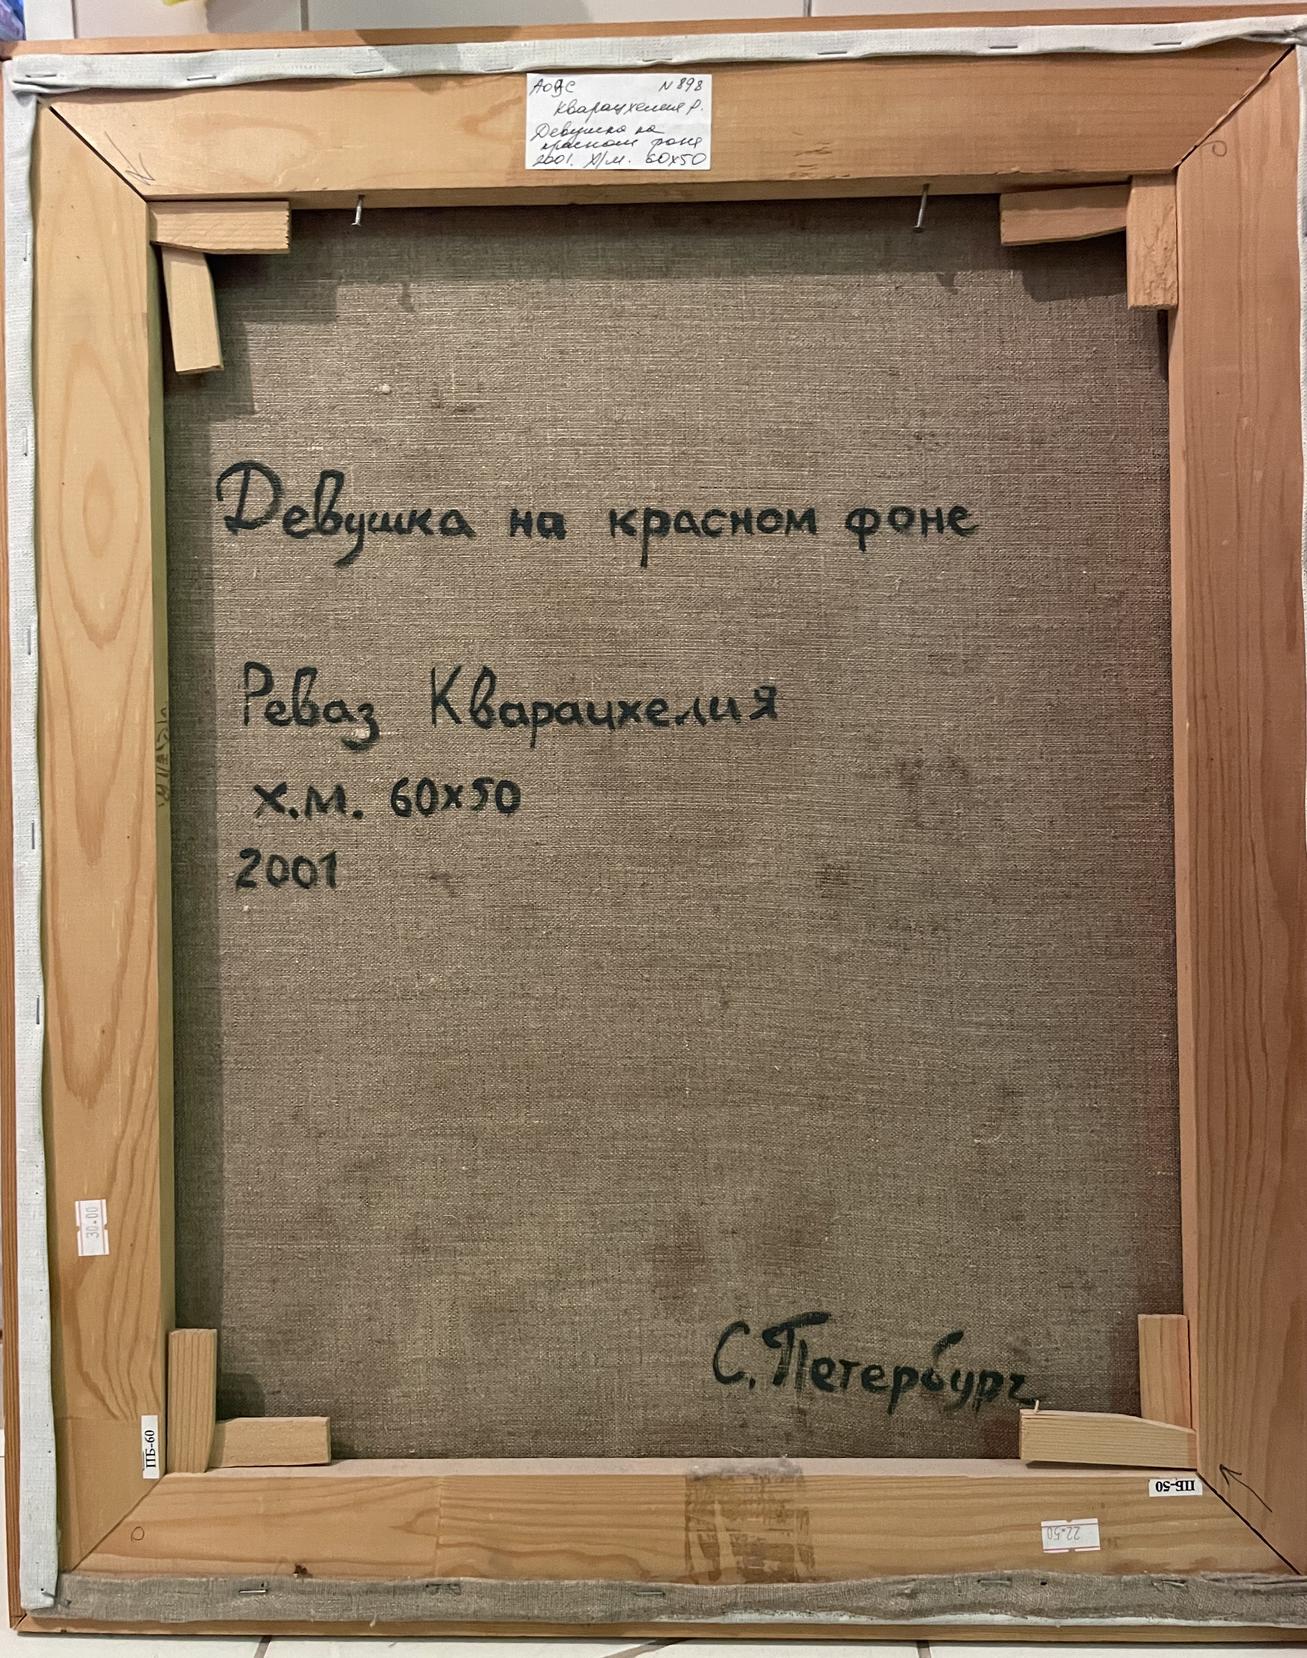 N 898
Кварацхелия Р.
Девушка на
красном фоне
2001. Х/м. 60х50
Девушка на красном фоне
Реваз Кварацхелия
х.м. 60х50
2001
30.00
С.Петербург
ПБ-60
ПБ-50
22.50